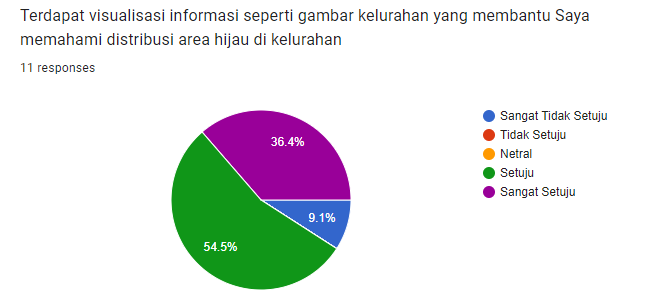 Terdapat visualisasi informasi seperti gambar kelurahan yang membantu Saya
memahami distribusi area hijau di kelurahan
11 responses
36.4%
9.1%
54.5%
Sangat Tidak Setuju
Tidak Setuju
Netral
Setuju
Sangat Setuju